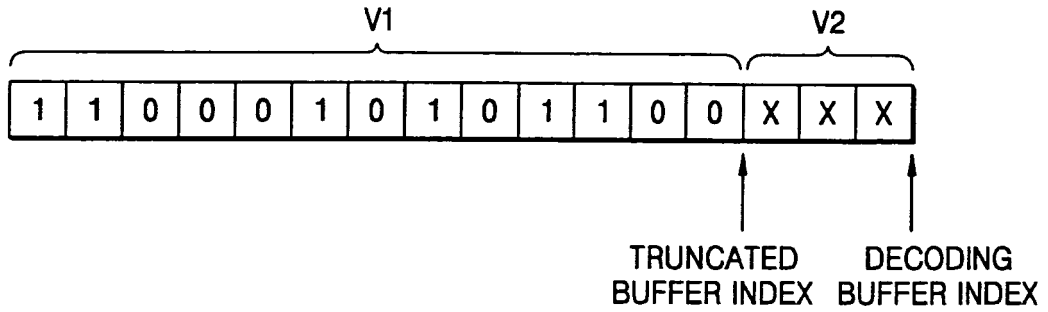 V1 V2
1 1 0 0 0 1 0 1 0 1 1 0 0 X X X
TRUNCATED DECODING
BUFFER INDEX BUFFER INDEX